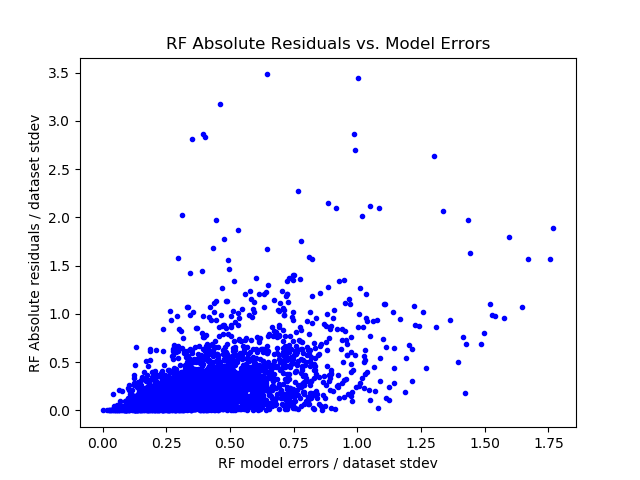 RF Absolute Residuals vs. Model Errors
RF Absolute residuals / dataset stdev
3.5
3.0
2.5
2.0
1.5
1.0
0.5
0.0
0.00 0.25 0.50 0.75 1.00 1.25 1.50 1.75
RF model errors / dataset stdev